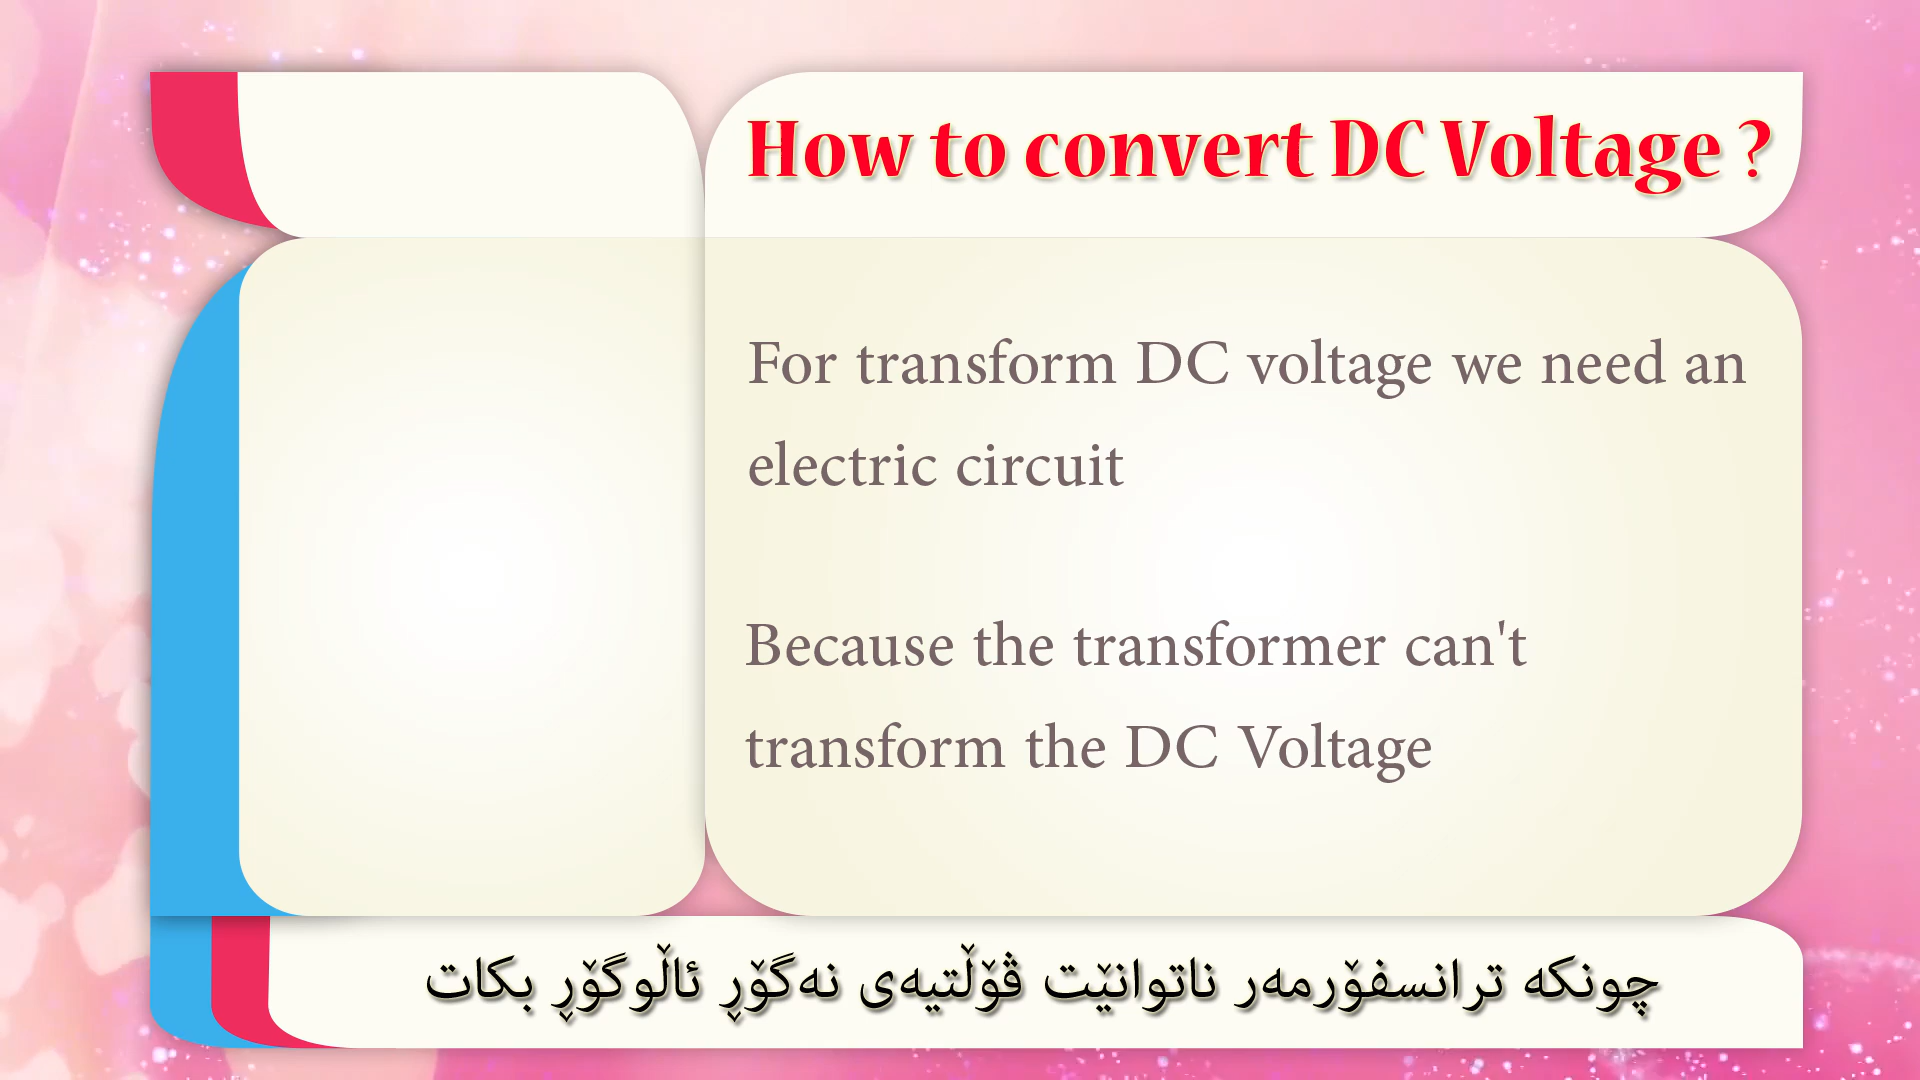 How to convert DC Voltage ?
For transform DC voltage we need an
electric circuit
Because the transformer can't
transform the DC Voltage
چونکە ترانسفۆرمەر ناتوانێت ڤۆڵتیەی نەگۆڕ ئاڵوگۆڕ بکات